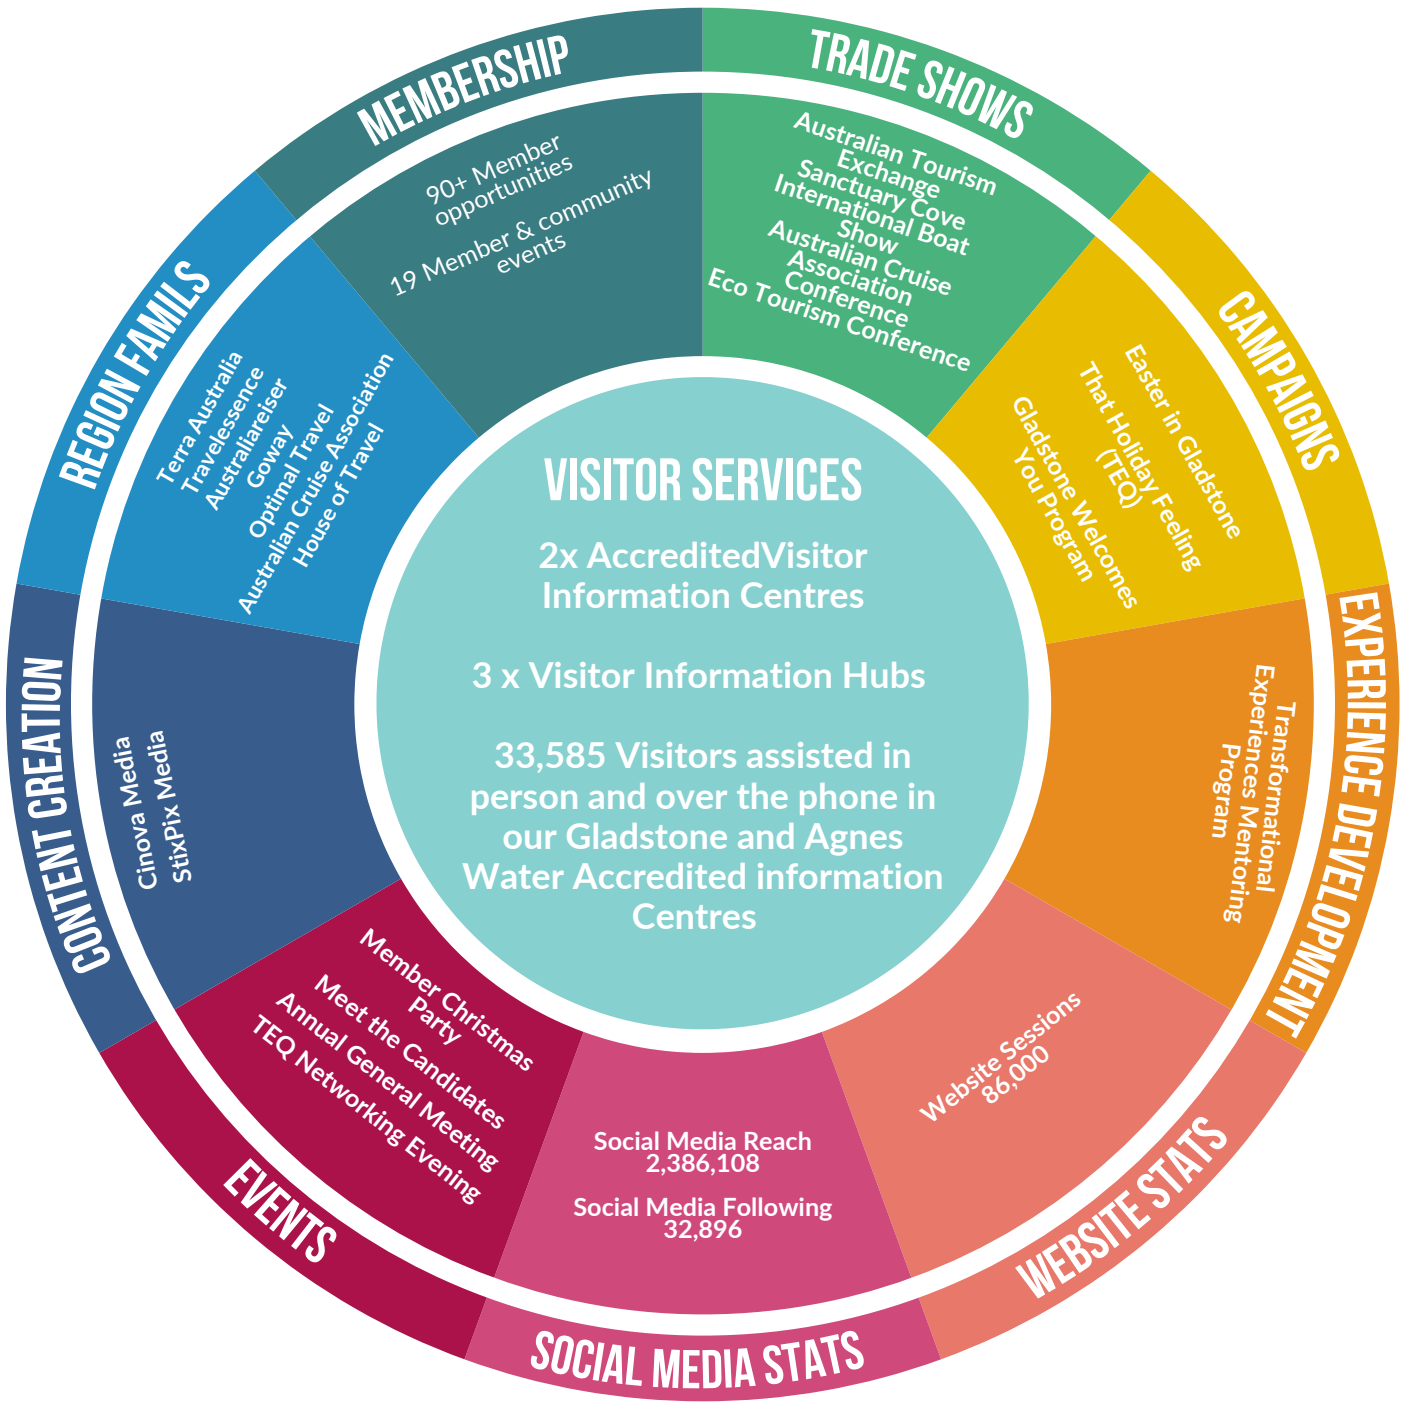 MEMBERSHIP
90+ Member
opportunities
19 Member & community
events
TRADE SHOWS
Australian Tourism
Exchange
Sanctuary Cove
International Boat
Show
Australian Cruise
Association
Conference
Eco Tourism Conference
CAMPAIGNS
Easter in Gladstone
That Holiday Feeling
(TEQ)
Gladstone Welcomes
You Program
EXPERIENCE DEVELOPMENT
Transformational
Experiences Mentoring
Program
WEBSITE STATS
Website Sessions
86,000
SOCIAL MEDIA STATS
Social Media Reach
2,386,108
Social Media Following
32,896
EVENTS
Member Christmas
Party
Meet the Candidates
Annual General Meeting
TEQ Networking Evening
CONTENT CREATION
Cinova Media
StixPix Media
REGION FAMILS
Terra Australia
Travelessence
Australiareiser
Goway
Optimal Travel
Australian Cruise Association
House of Travel
VISITOR SERVICES
2x AccreditedVisitor
Information Centres
3 x Visitor Information Hubs
33,585 Visitors assisted in
person and over the phone in
our Gladstone and Agnes
Water Accredited information
Centres